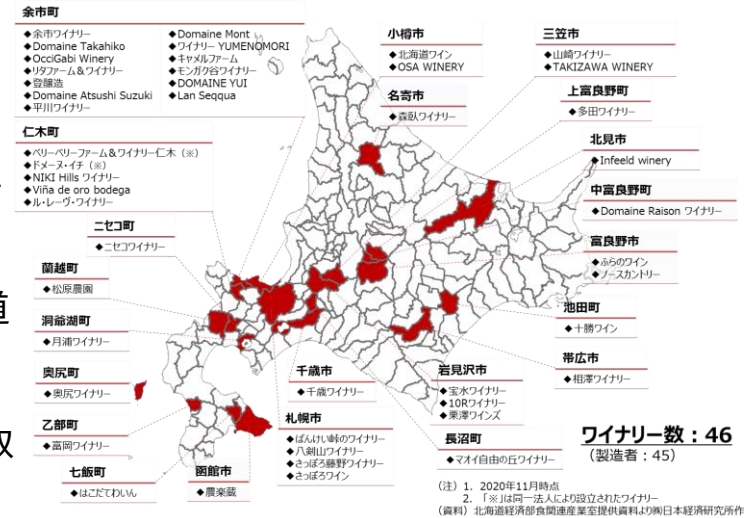 余市町
◆余市ワイナリー
◆Domaine Takahiko
◆OcciGabi Winery
◆リタファーム＆ワイナリー
◆登醸造
◆Domaine Atsushi Suzuki
◆平川ワイナリー
◆Domaine Mont
◆ワイナリー YUMENOMORI
◆キャメルファーム
◆モンガク谷ワイナリー
◆DOMAINE YUI
◆Lan Seqqua
仁木町
◆ベリーベリーファーム＆ワイナリー仁木（※）
◆ドメーヌ・イチ（※）
◆NIKI Hills ワイナリー
◆Viña de oro bodega
◆ル・レーヴ・ワイナリー
ニセコ町
◆ニセコワイナリー
蘭越町
◆松原農園
洞爺湖町
◆月浦ワイナリー
奥尻町
◆奥尻ワイナリー
乙部町
◆富岡ワイナリー
七飯町
◆はこだてわいん
函館市
◆農楽蔵
小樽市
◆北海道ワイン
◆OSA WINERY
名寄市
◆森臥ワイナリー
三笠市
◆山崎ワイナリー
◆TAKIZAWA WINERY
上富良野町
◆多田ワイナリー
北見市
◆Infeeld winery
中富良野町
◆Domaine Raison ワイナリー
富良野市
◆ふらのワイン
◆ノースカントリー
池田町
◆十勝ワイン
帯広市
◆相澤ワイナリー
千歳市
◆千歳ワイナリー
札幌市
◆ばんけい峠のワイナリー
◆八剣山ワイナリー
◆さっぽろ藤野ワイナリー
◆さっぽろワイン
岩見沢市
◆宝水ワイナリー
◆10Rワイナリー
◆栗澤ワインズ
長沼町
◆マオイ自由の丘ワイナリー
ワイナリー数：46
（製造者：45）
（注）1. 2020年11月時点
2. 「※」は同一法人により設立されたワイナリー
（資料）北海道経済部食関連産業室提供資料より㈱日本経済研究所作
道